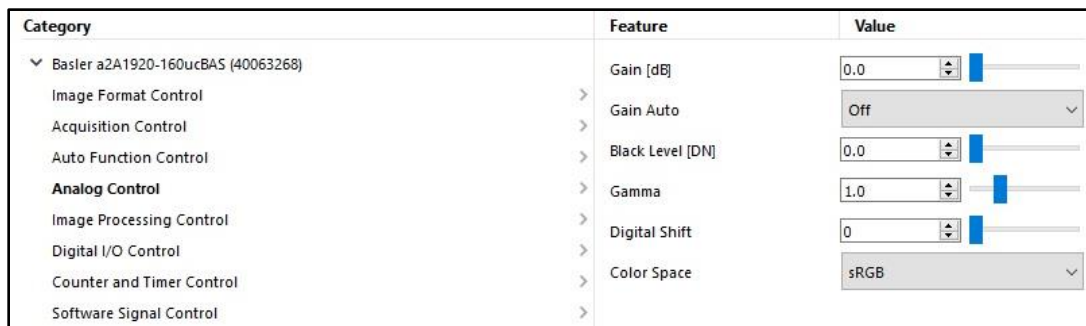 Category Feature Value
Basler a2A1920-160ucBAS (40063268)
Image Format Control
Acquisition Control
Auto Function Control
Analog Control
Image Processing Control
Digital I/O Control
Counter and Timer Control
Software Signal Control
Gain [dB] 0.0
Gain Auto Off
Black Level [DN] 0.0
Gamma 1.0
Digital Shift 0
Color Space sRGB